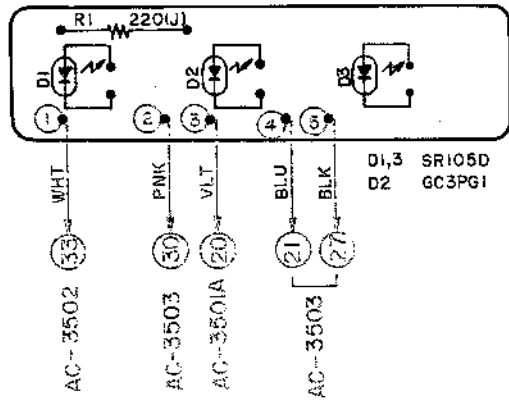 R1 220(J)
D1 D2 D3
1 2 3 4 5
D1,3 SR105D
D2 GC3PG1
WHT PNK VLT BLU BLK
33 30 20 21 27
AC-3502 AC-3503 AC-3501A AC-3503